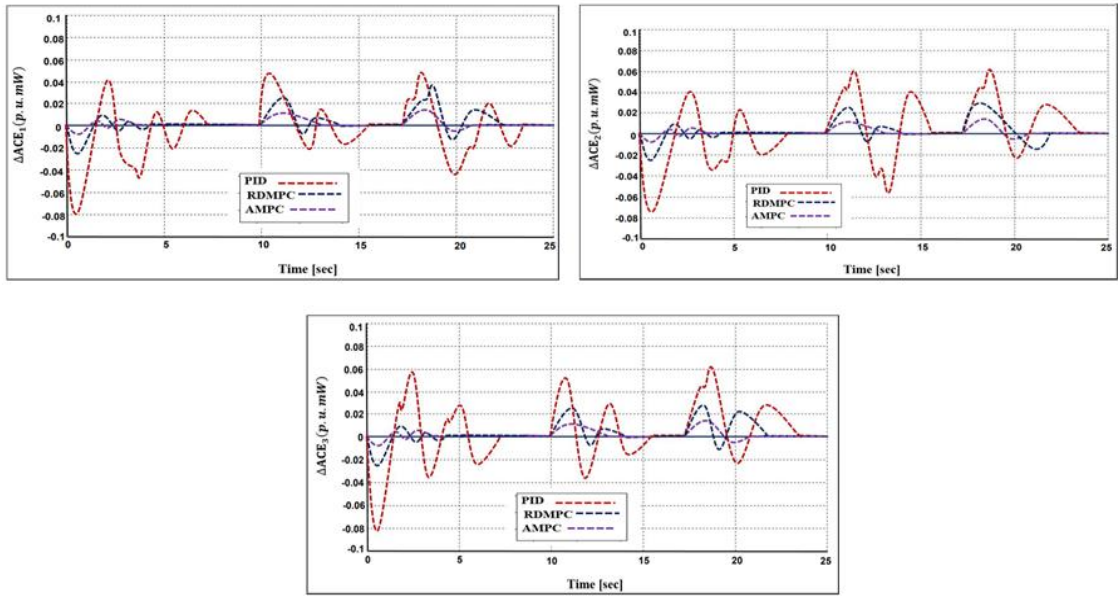 0.1
0.08
0.06
0.04
0.02
0
-0.02
-0.04
-0.06
-0.08
-0.1
ΔACE₁(p.u.mW)
PID
RDMPC
AMPC
0 5 10 15 20 25
Time [sec]
0.1
0.08
0.06
0.04
0.02
0
-0.02
-0.04
-0.06
-0.08
-0.1
ΔACE₂(p.u.mW)
PID
RDMPC
AMPC
0 5 10 15 20 25
Time [sec]
0.1
0.08
0.06
0.04
0.02
0
-0.02
-0.04
-0.06
-0.08
-0.1
ΔACE₃(p.u.mW)
PID
RDMPC
AMPC
0 5 10 15 20 25
Time [sec]